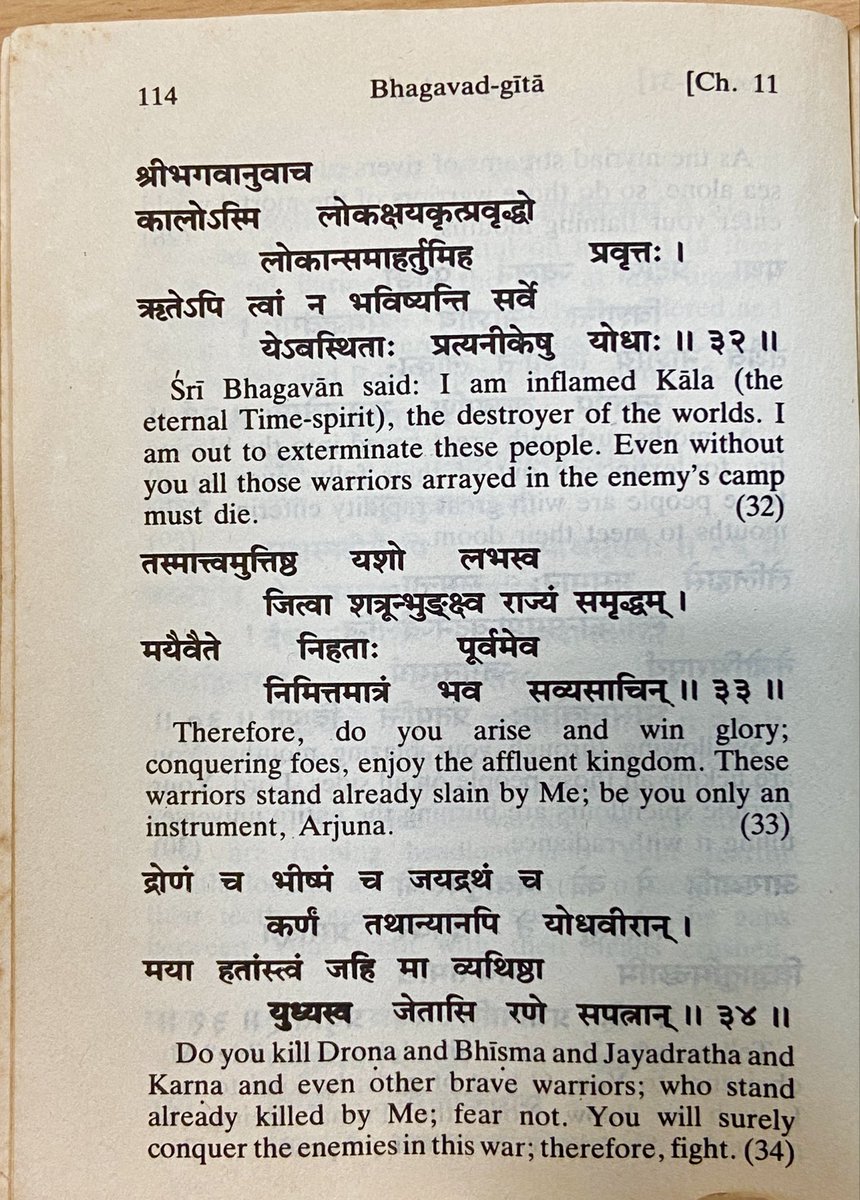 114 Bhagavad-gītā [Ch. 11
श्रीभगवानुवाच
कालोऽस्मि लोकक्षयकृत्प्रवृद्धो
लोकान्समाहर्तुमिह प्रवृत्तः ।
ऋतेऽपि त्वां न भविष्यन्ति सर्वे
येऽवस्थिताः प्रत्यनीकेषु योधाः ॥ ३२ ॥
Śrī Bhagavān said: I am inflamed Kāla (the
eternal Time-spirit), the destroyer of the worlds. I
am out to exterminate these people. Even without
you all those warriors arrayed in the enemy's camp
must die. (32)
तस्मात्त्वमुत्तिष्ठ यशो लभस्व
जित्वा शत्रून्भुङ्क्ष्व राज्यं समृद्धम् ।
मयैवैते निहताः पूर्वमेव
निमित्तमात्रं भव सव्यसाचिन् ॥ ३३ ॥
Therefore, do you arise and win glory;
conquering foes, enjoy the affluent kingdom. These
warriors stand already slain by Me; be you only an
instrument, Arjuna. (33)
द्रोणं च भीष्मं च जयद्रथं च
कर्णं तथान्यानपि योधवीरान् ।
मया हतांस्त्वं जहि मा व्यथिष्ठा
युध्यस्व जेतासि रणे सपत्नान् ॥ ३४ ॥
Do you kill Droṇa and Bhīṣma and Jayadratha and
Karṇa and even other brave warriors; who stand
already killed by Me; fear not. You will surely
conquer the enemies in this war; therefore, fight. (34)